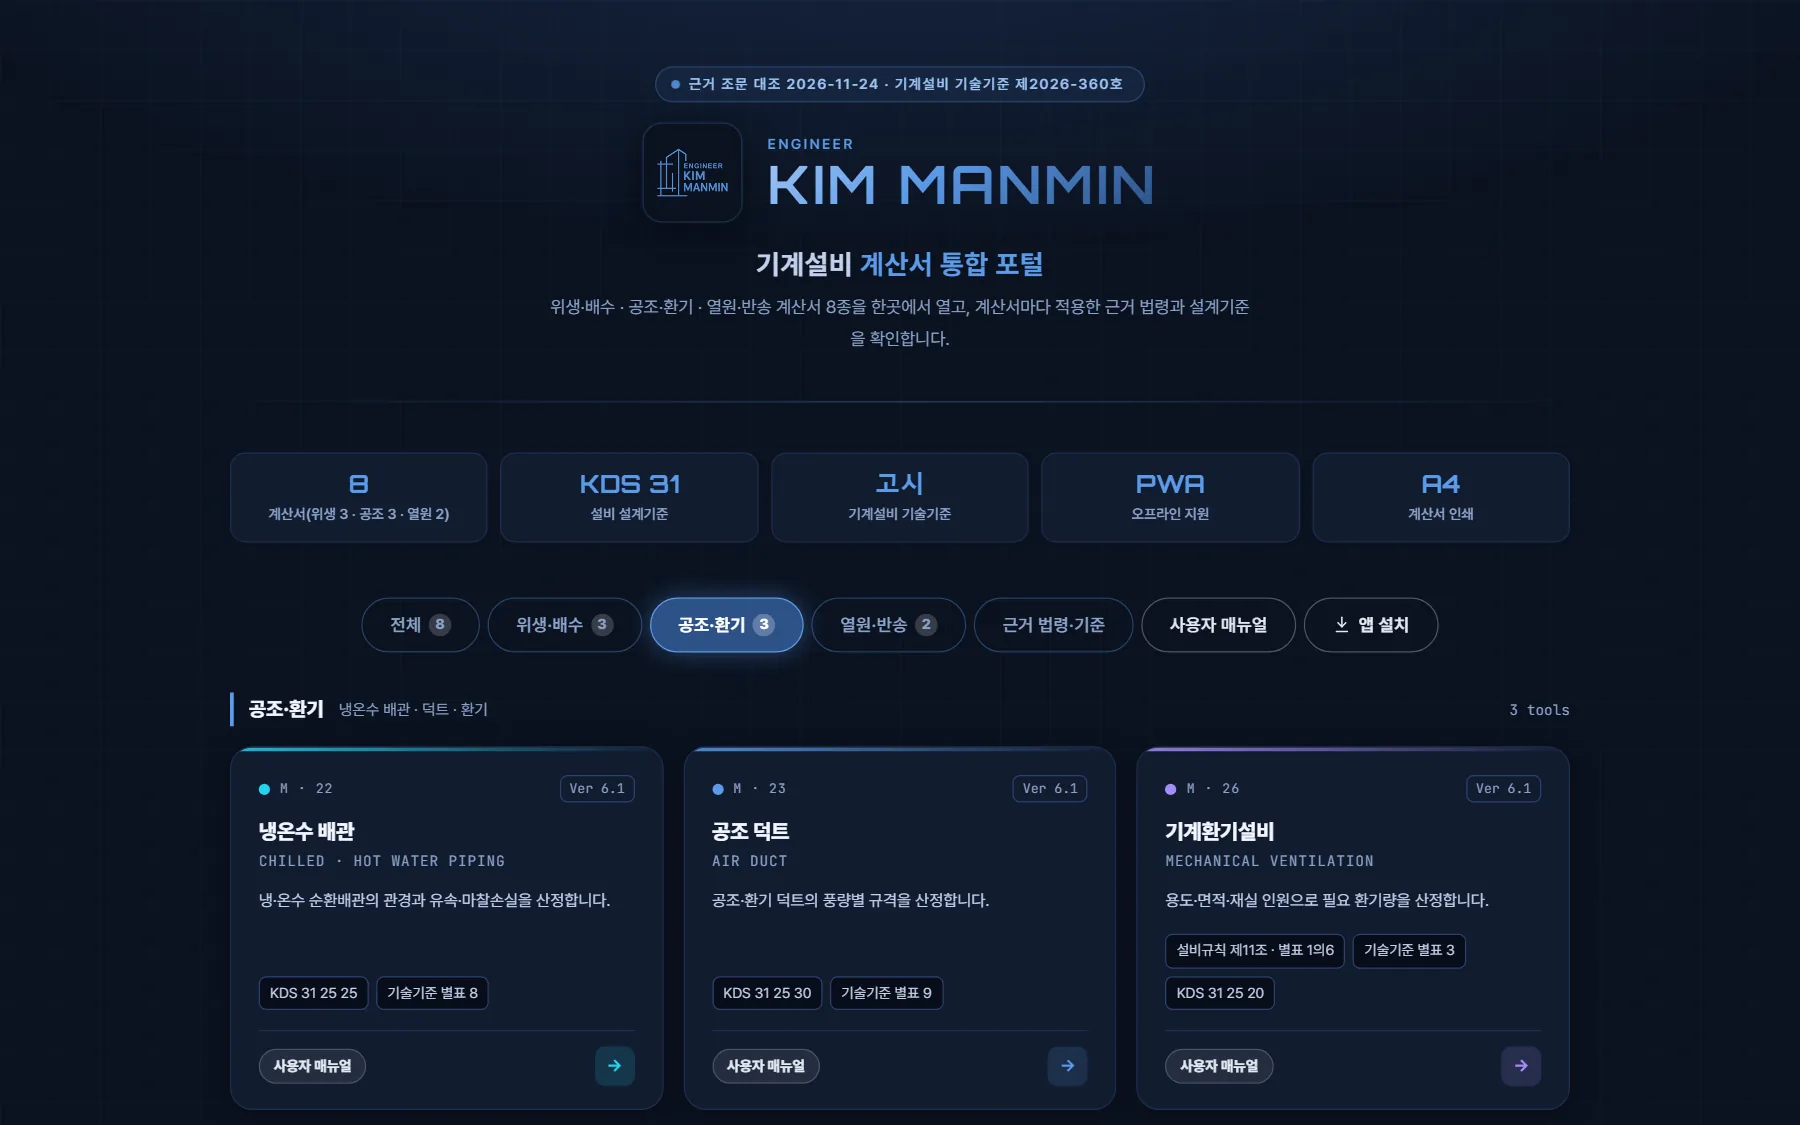 근거 조문 대조 2026-11-24 · 기계설비 기술기준 제2026-360호
ENGINEER
KIM
MANMIN
ENGINEER
KIM MANMIN
기계설비 계산서 통합 포털
위생·배수 · 공조·환기 · 열원·반송 계산서 8종을 한곳에서 열고, 계산서마다 적용한 근거 법령과 설계기준
을 확인합니다.
8
계산서(위생 3 · 공조 3 · 열원 2)
KDS 31
설비 설계기준
고시
기계설비 기술기준
PWA
오프라인 지원
A4
계산서 인쇄
전체 8
위생·배수 3
공조·환기 3
열원·반송 2
근거 법령·기준
사용자 매뉴얼
앱 설치
공조·환기 냉온수 배관 · 덕트 · 환기
3 tools
M · 22
Ver 6.1
냉온수 배관
CHILLED · HOT WATER PIPING
냉·온수 순환배관의 관경과 유속·마찰손실을 산정합니다.
KDS 31 25 25
기술기준 별표 8
사용자 매뉴얼
M · 23
Ver 6.1
공조 덕트
AIR DUCT
공조·환기 덕트의 풍량별 규격을 산정합니다.
KDS 31 25 30
기술기준 별표 9
사용자 매뉴얼
M · 26
Ver 6.1
기계환기설비
MECHANICAL VENTILATION
용도·면적·재실 인원으로 필요 환기량을 산정합니다.
설비규칙 제11조 · 별표 1의6
기술기준 별표 3
KDS 31 25 20
사용자 매뉴얼